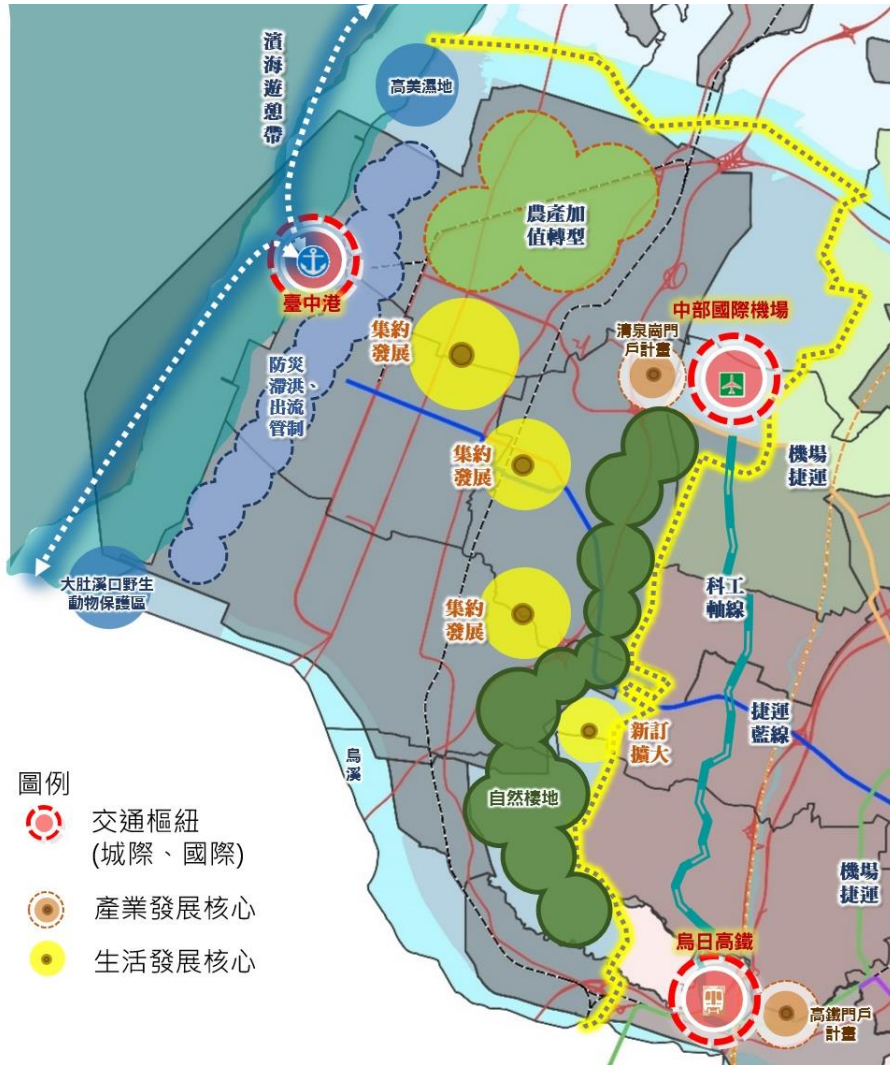 濱海遊憩帶
高美濕地
農產加
值轉型
臺中港
集約
發展
清泉崗門
戶計畫
中部國際機場
防災
滯洪、
出流
管制
集約
發展
機場
捷運
大肚溪口野生
動物保護區
集約
發展
科工
軸線
新訂
擴大
捷運
藍線
烏溪
自然棲地
機場
捷運
烏日高鐵
高鐵門戶
計畫
圖例
交通樞紐
(城際、國際)
產業發展核心
生活發展核心